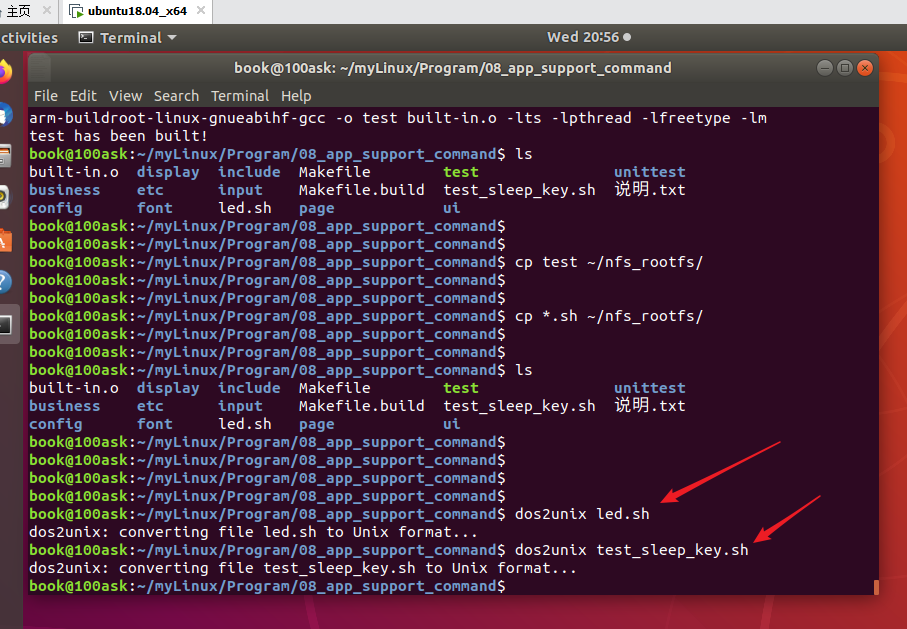 主页 ubuntu18.04_x64
ctivities Terminal Wed 20:56
book@100ask: ~/myLinux/Program/08_app_support_command
File Edit View Search Terminal Help
arm-buildroot-linux-gnueabihf-gcc -o test built-in.o -lts -lpthread -lfreetype -lm
test has been built!
book@100ask:~/myLinux/Program/08_app_support_command$ ls
built-in.o display include Makefile test unittest
business etc input Makefile.build test_sleep_key.sh 说明.txt
config font led.sh page ui
book@100ask:~/myLinux/Program/08_app_support_command$
book@100ask:~/myLinux/Program/08_app_support_command$
book@100ask:~/myLinux/Program/08_app_support_command$ cp test ~/nfs_rootfs/
book@100ask:~/myLinux/Program/08_app_support_command$
book@100ask:~/myLinux/Program/08_app_support_command$
book@100ask:~/myLinux/Program/08_app_support_command$ cp *.sh ~/nfs_rootfs/
book@100ask:~/myLinux/Program/08_app_support_command$
book@100ask:~/myLinux/Program/08_app_support_command$
book@100ask:~/myLinux/Program/08_app_support_command$ ls
built-in.o display include Makefile test unittest
business etc input Makefile.build test_sleep_key.sh 说明.txt
config font led.sh page ui
book@100ask:~/myLinux/Program/08_app_support_command$
book@100ask:~/myLinux/Program/08_app_support_command$
book@100ask:~/myLinux/Program/08_app_support_command$
book@100ask:~/myLinux/Program/08_app_support_command$
book@100ask:~/myLinux/Program/08_app_support_command$ dos2unix led.sh
dos2unix: converting file led.sh to Unix format...
book@100ask:~/myLinux/Program/08_app_support_command$ dos2unix test_sleep_key.sh
dos2unix: converting file test_sleep_key.sh to Unix format...
book@100ask:~/myLinux/Program/08_app_support_command$